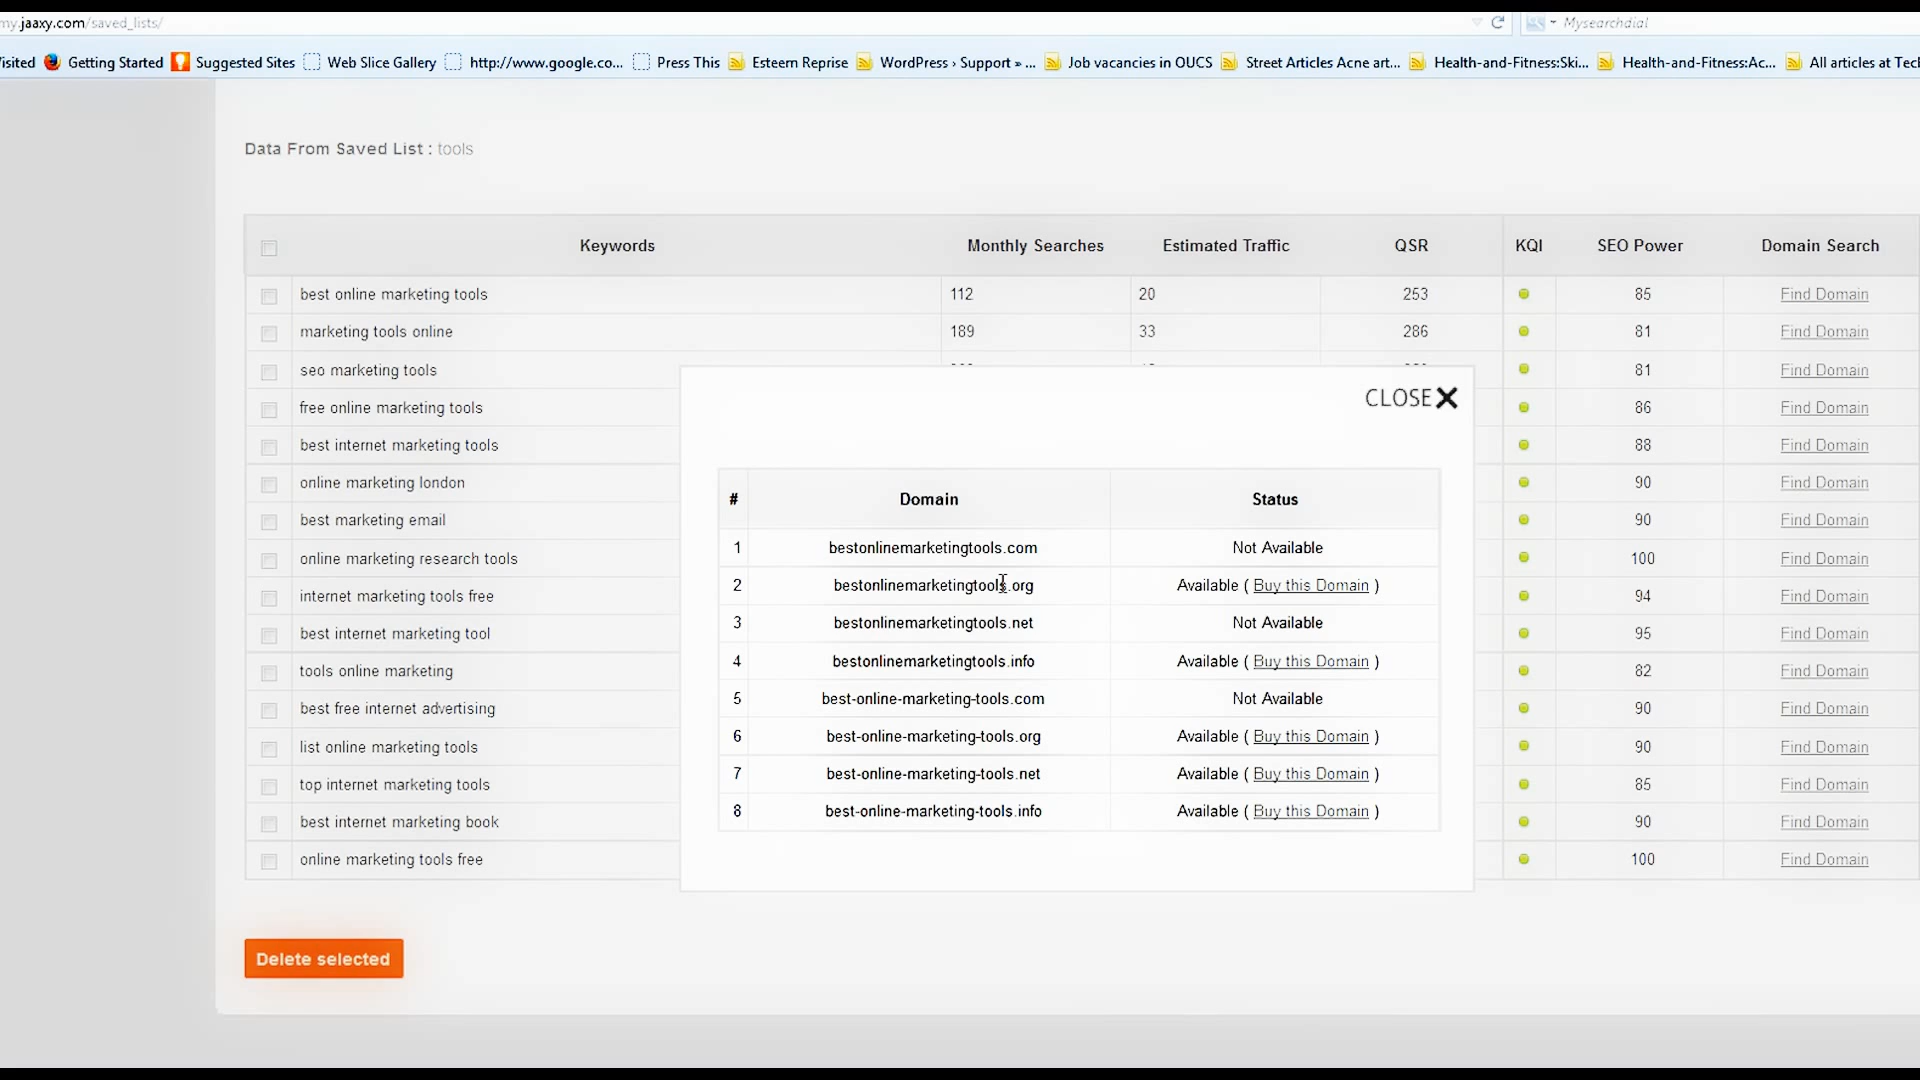 my.jaaxy.com/saved_lists/
Mysearchdial
isited Getting Started Suggested Sites Web Slice Gallery http://www.google.co... Press This Esteem Reprise WordPress › Support » ... Job vacancies in OUCS Street Articles Acne art... Health-and-Fitness:Ski... Health-and-Fitness:Ac... All articles at Tec
Data From Saved List : tools
Keywords Monthly Searches Estimated Traffic QSR KQI SEO Power Domain Search
best online marketing tools 112 20 253 85 Find Domain
marketing tools online 189 33 286 81 Find Domain
seo marketing tools 81 Find Domain
free online marketing tools 86 Find Domain
best internet marketing tools 88 Find Domain
online marketing london 90 Find Domain
best marketing email 90 Find Domain
online marketing research tools 100 Find Domain
internet marketing tools free 94 Find Domain
best internet marketing tool 95 Find Domain
tools online marketing 82 Find Domain
best free internet advertising 90 Find Domain
list online marketing tools 90 Find Domain
top internet marketing tools 85 Find Domain
best internet marketing book 90 Find Domain
online marketing tools free 100 Find Domain
CLOSE
# Domain Status
1 bestonlinemarketingtools.com Not Available
2 bestonlinemarketingtools.org Available ( Buy this Domain )
3 bestonlinemarketingtools.net Not Available
4 bestonlinemarketingtools.info Available ( Buy this Domain )
5 best-online-marketing-tools.com Not Available
6 best-online-marketing-tools.org Available ( Buy this Domain )
7 best-online-marketing-tools.net Available ( Buy this Domain )
8 best-online-marketing-tools.info Available ( Buy this Domain )
Delete selected